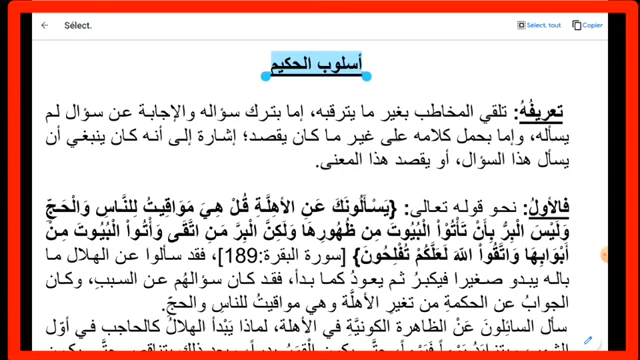 Sélect.
Sélect. tout
Copier
أسلوب الحكيم
تعريفُهُ: تلقي المخاطب بغير ما يترقبه، إما بترك سؤاله والإجابة عن سؤال لم
يسأله، وإما بحمل كلامه على غير ما كان يقصد؛ إشارة إلى أنه كان ينبغي أن
يسأل هذا السؤال، أو يقصد هذا المعنى.
فالأولُ: نحو قوله تعالى: {يَسْأَلُونَكَ عَنِ الأهِلَّةِ قُلْ هِيَ مَوَاقِيتُ لِلنَّاسِ وَالْحَجِّ
وَلَيْسَ الْبِرُّ بِأَنْ تَأْتُوْاْ الْبُيُوتَ مِن ظُهُورِهَا وَلَكِنَّ الْبِرَّ مَنِ اتَّقَى وَأْتُواْ الْبُيُوتَ مِنْ
أَبْوَابِهَا وَاتَّقُواْ اللّهَ لَعَلَّكُمْ تُفْلِحُونَ} [سورة البقرة:189]، فقد سألوا عن الهلال ما
باله يبدو صغيرا فيكبرُ ثم يعودُ كما بدأ، فقد كان سؤالهم عن السببِ، وكان
الجوابُ عن الحكمةِ من تغيرِ الأهلَّة وهي مواقيتُ للناسِ والحجِّ.
سأل السائِلونَ عَنْ الظاهرة الكونيَّةِ في الأهلة، لماذا يَبْدأ الهلالُ كالحاجب في أوّل